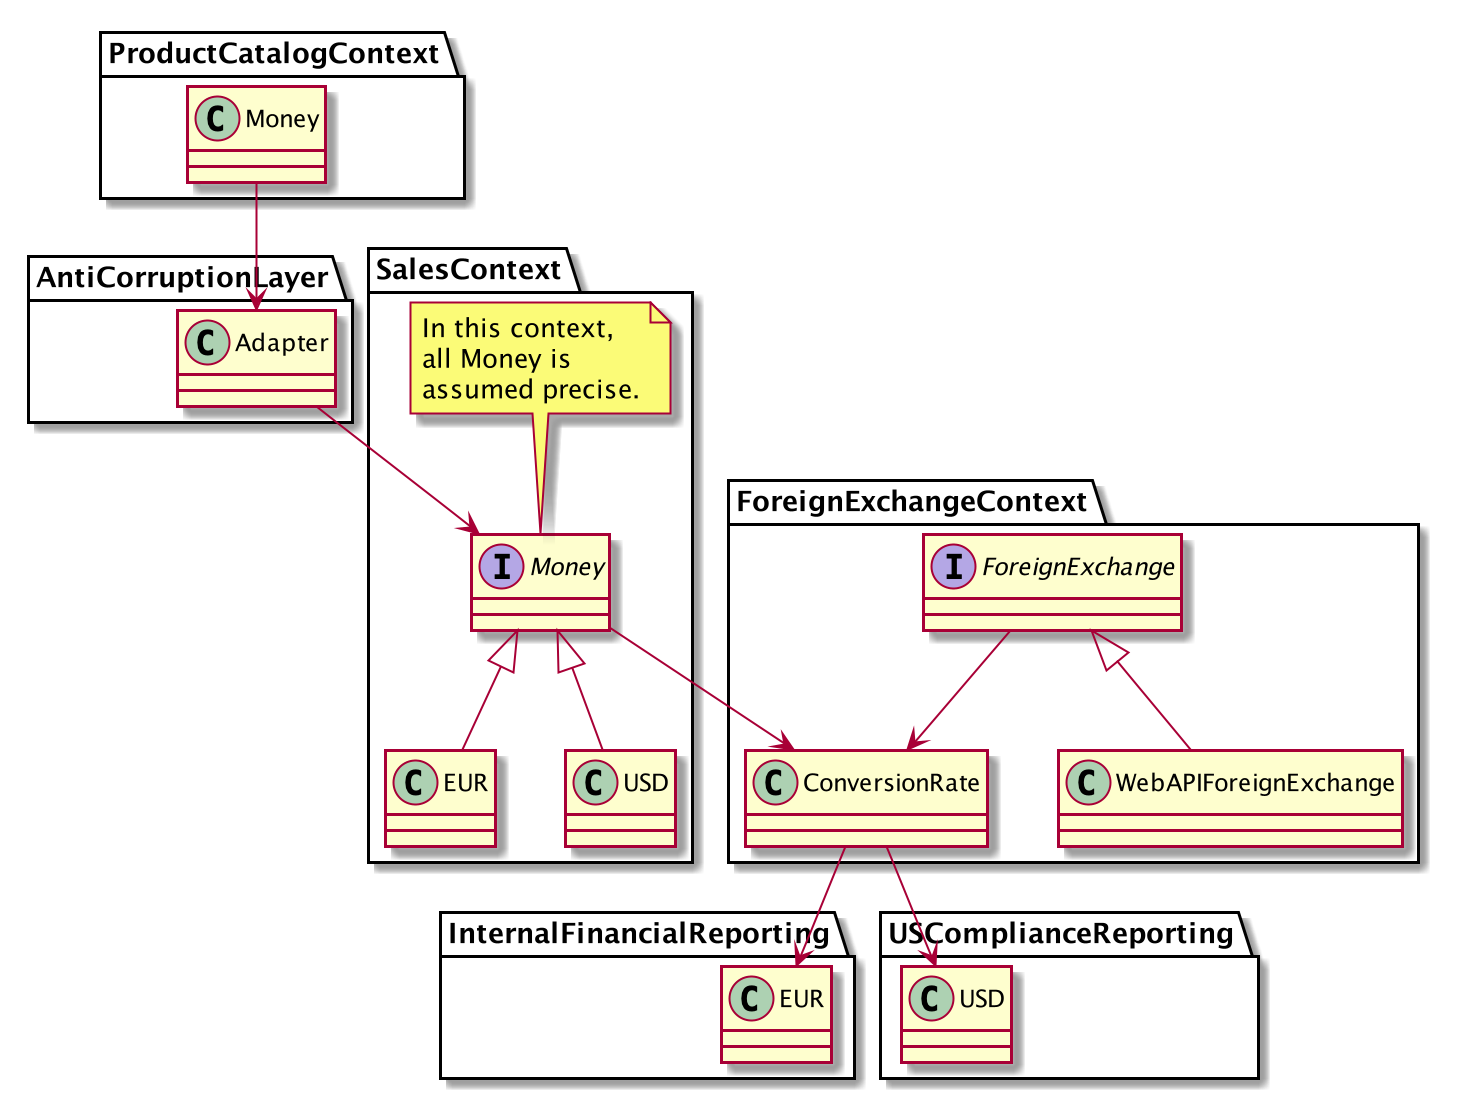 ProductCatalogContext
C Money
AntiCorruptionLayer
C Adapter
SalesContext
In this context,
all Money is
assumed precise.
I Money
C EUR
C USD
ForeignExchangeContext
I ForeignExchange
C ConversionRate
C WebAPIForeignExchange
InternalFinancialReporting
C EUR
USComplianceReporting
C USD